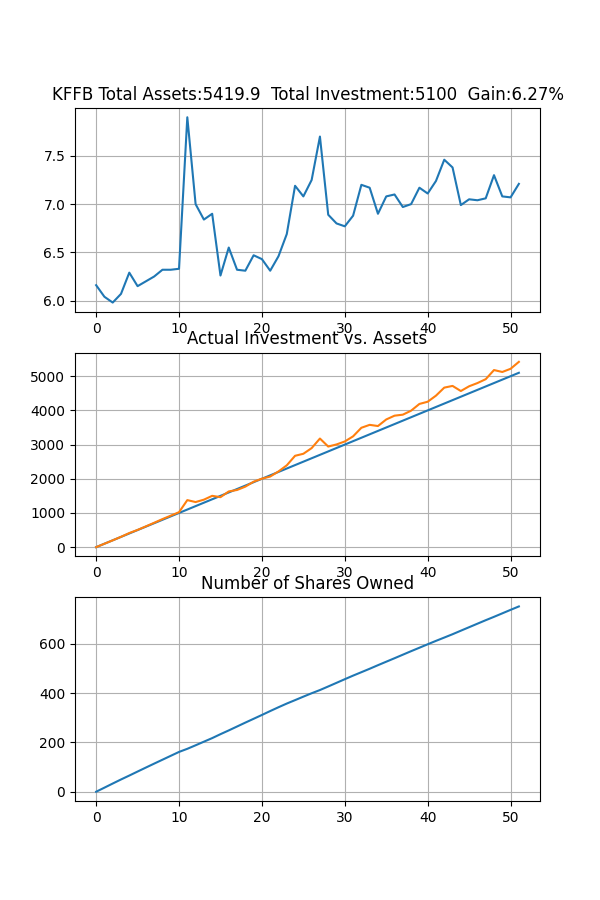 KFFB Total Assets:5419.9  Total Investment:5100  Gain:6.27%
7.5
7.0
6.5
6.0
0 10 20 30 40 50
Actual Investment vs. Assets
5000
4000
3000
2000
1000
0
0 10 20 30 40 50
Number of Shares Owned
600
400
200
0
0 10 20 30 40 50